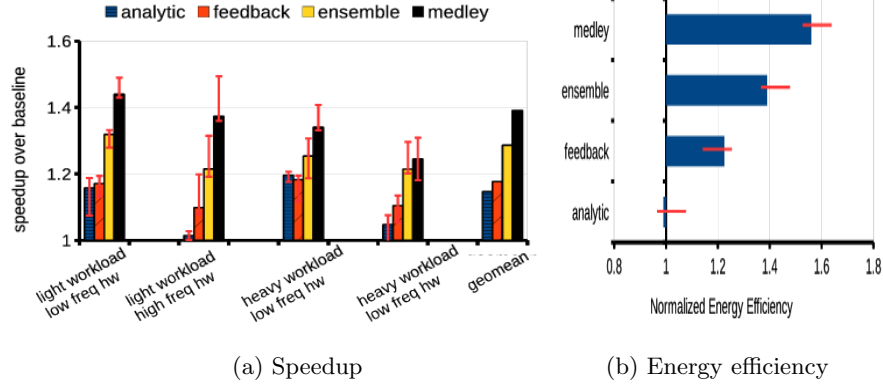 analytic feedback ensemble medley
speedup over baseline
1.6
1.4
1.2
1
light workload
low freq hw
light workload
high freq hw
heavy workload
low freq hw
heavy workload
low freq hw
geomean
(a) Speedup
medley
ensemble
feedback
analytic
0.8 1 1.2 1.4 1.6 1.8
Normalized Energy Efficiency
(b) Energy efficiency